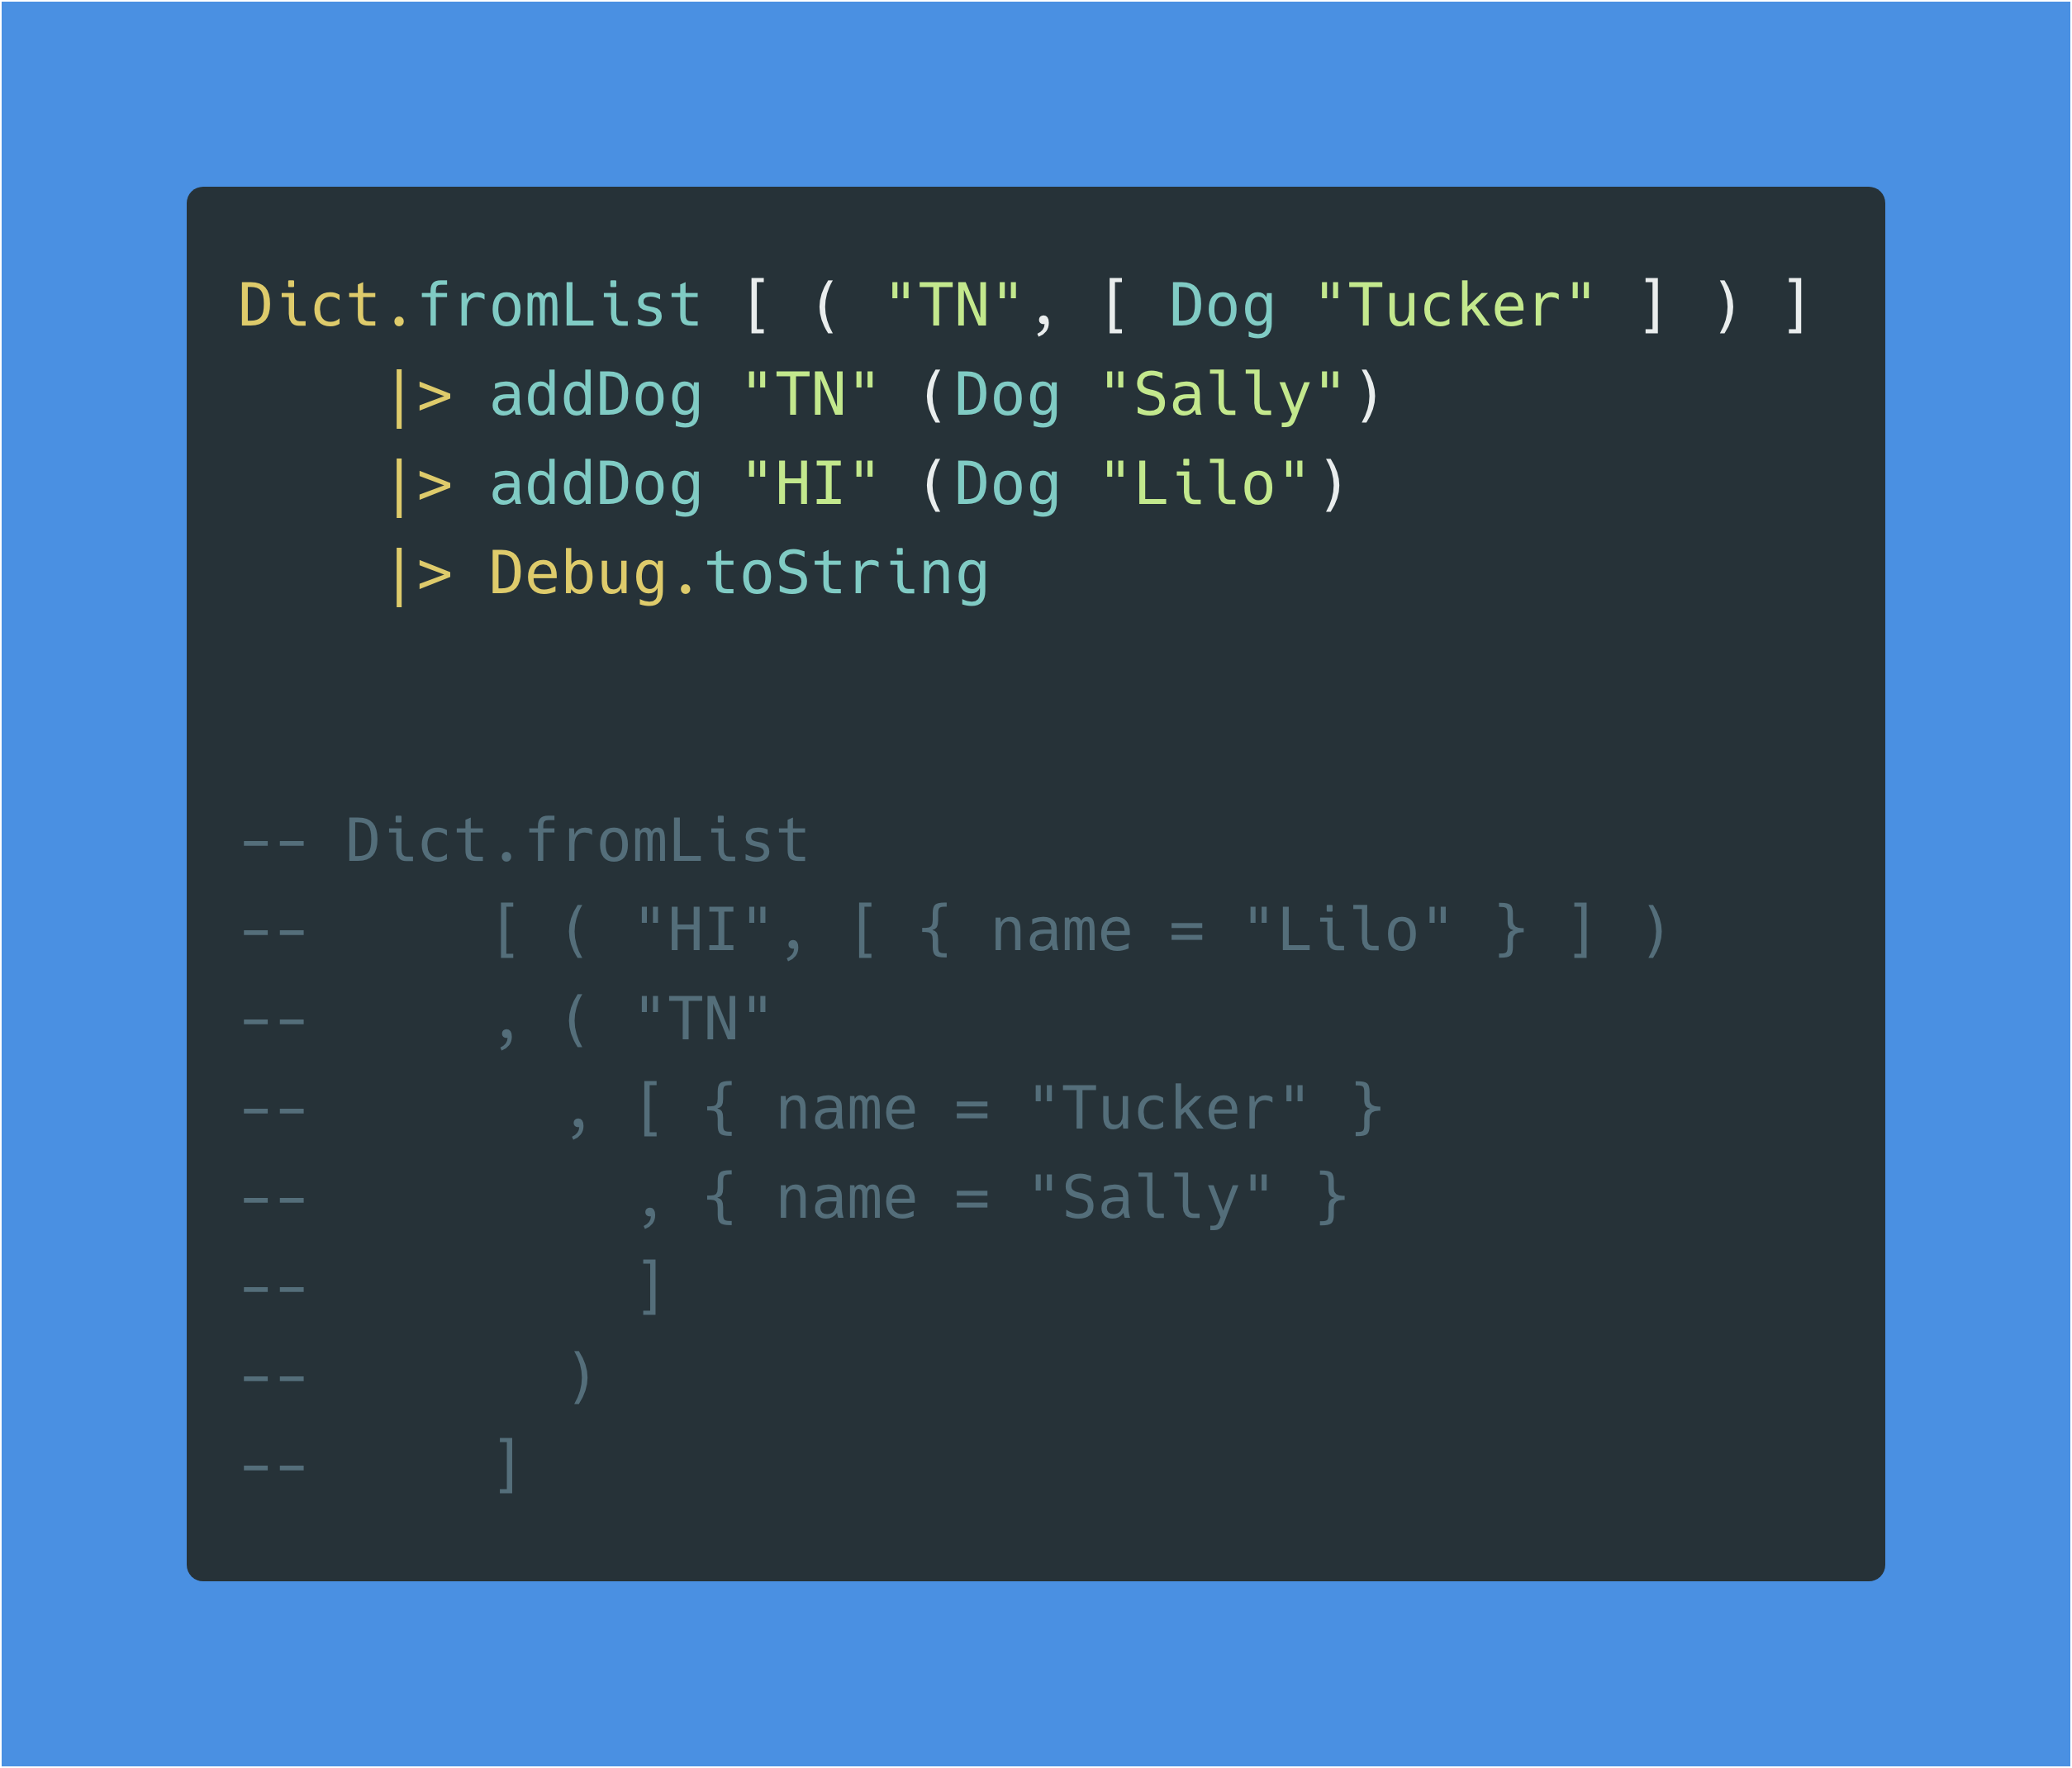 Dict.fromList [ ( "TN", [ Dog "Tucker" ] ) ]
    |> addDog "TN" (Dog "Sally")
    |> addDog "HI" (Dog "Lilo")
    |> Debug.toString
-- Dict.fromList
--     [ ( "HI", [ { name = "Lilo" } ] )
--     , ( "TN"
--       , [ { name = "Tucker" }
--         , { name = "Sally" }
--         ]
--       )
--     ]